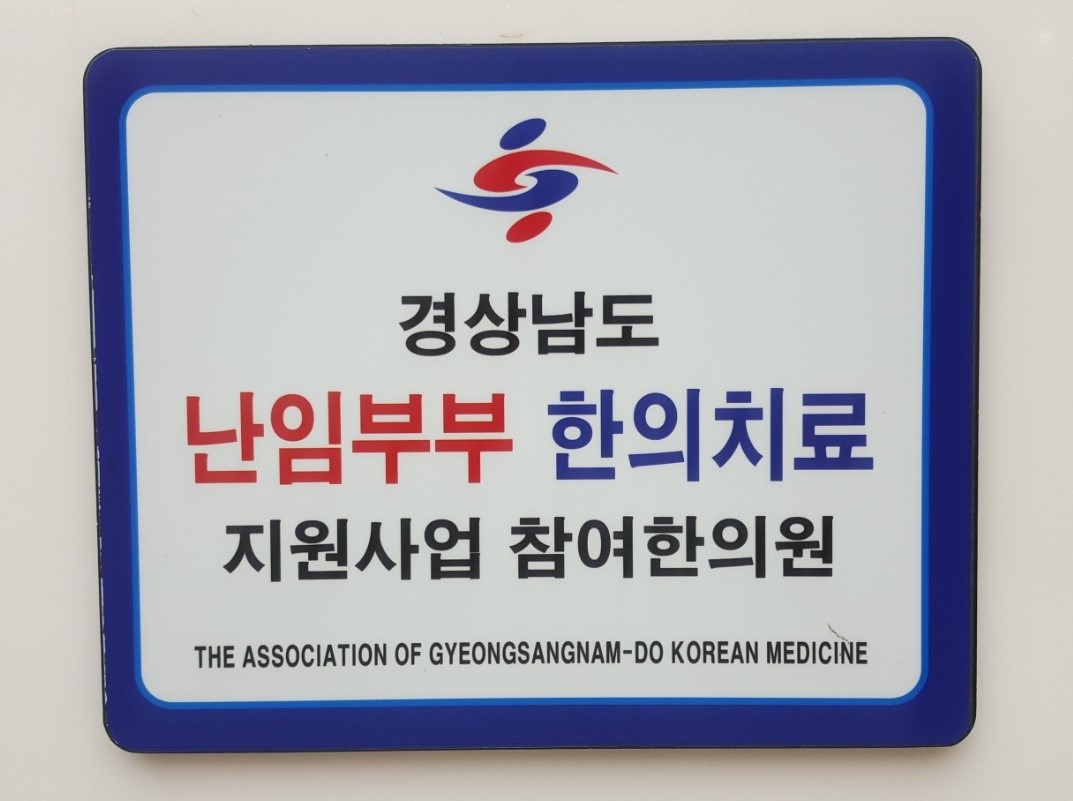 경상남도
난임부부 한의치료
지원사업 참여한의원
THE ASSOCIATION OF GYEONGSANGNAM-DO KOREAN MEDICINE